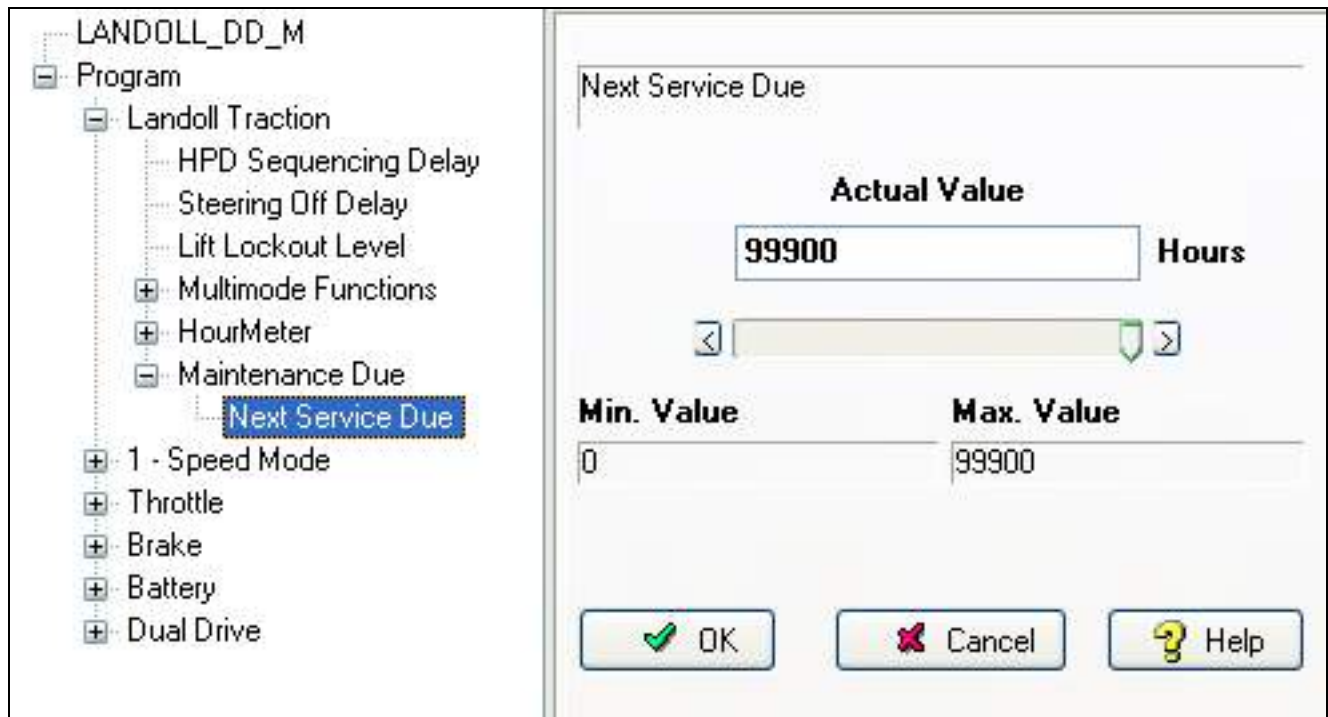 LANDOLL_DD_M
Program
Landoll Traction
HPD Sequencing Delay
Steering Off Delay
Lift Lockout Level
Multimode Functions
HourMeter
Maintenance Due
Next Service Due
1 - Speed Mode
Throttle
Brake
Battery
Dual Drive
Next Service Due
Actual Value
99900 Hours
Min. Value Max. Value
0 99900
OK Cancel Help